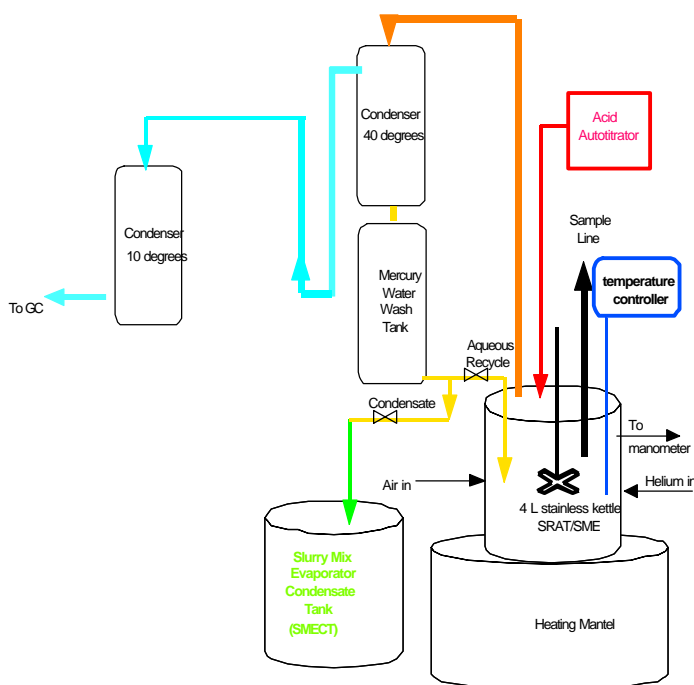 Condenser
40 degrees
Acid
Autotitrator
Sample
Line
Condenser
10 degrees
temperature
controller
Mercury
Water
Wash
Tank
To GC
Aqueous
Recycle
Condensate
To
manometer
Air in
Helium in
4 L stainless kettle
SRAT/SME
Slurry Mix
Evaporator
Condensate
Tank
(SMECT)
Heating Mantel